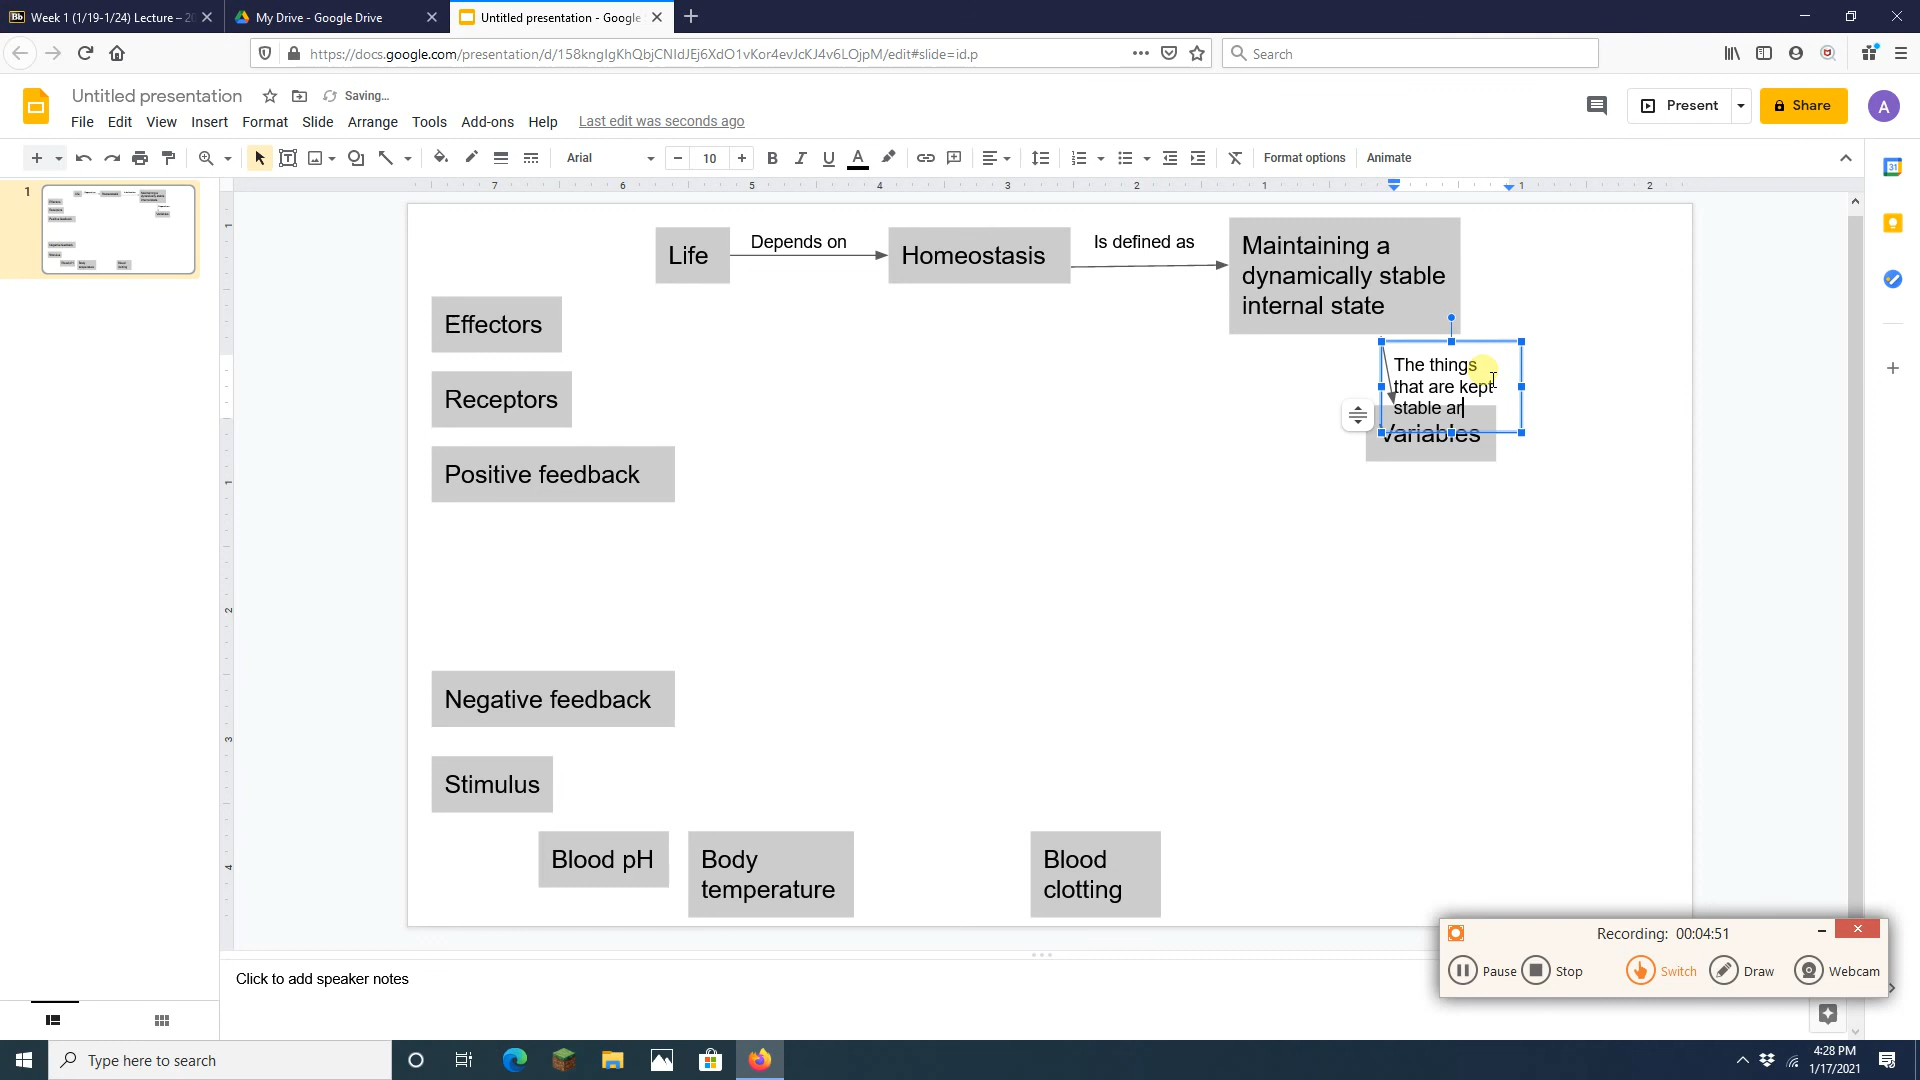 Week 1 (1/19-1/24) Lecture – 20
My Drive - Google Drive
Untitled presentation - Google
https://docs.google.com/presentation/d/158kngIgKhQbjCNIdJEj6XdO1vKor4evJcKJ4v6LOjpM/edit#slide=id.p
Search
Untitled presentation
Saving...
Present
Share
A
File Edit View Insert Format Slide Arrange Tools Add-ons Help Last edit was seconds ago
Arial
10
Format options
Animate
1
Life
Depends on
Homeostasis
Is defined as
Maintaining a
dynamically stable
internal state
Effectors
The things
that are kept
stable ar
Receptors
Variables
Positive feedback
Negative feedback
Stimulus
Blood pH
Body
temperature
Blood
clotting
Recording: 00:04:51
Pause
Stop
Switch
Draw
Webcam
Click to add speaker notes
Type here to search
4:28 PM
1/17/2021